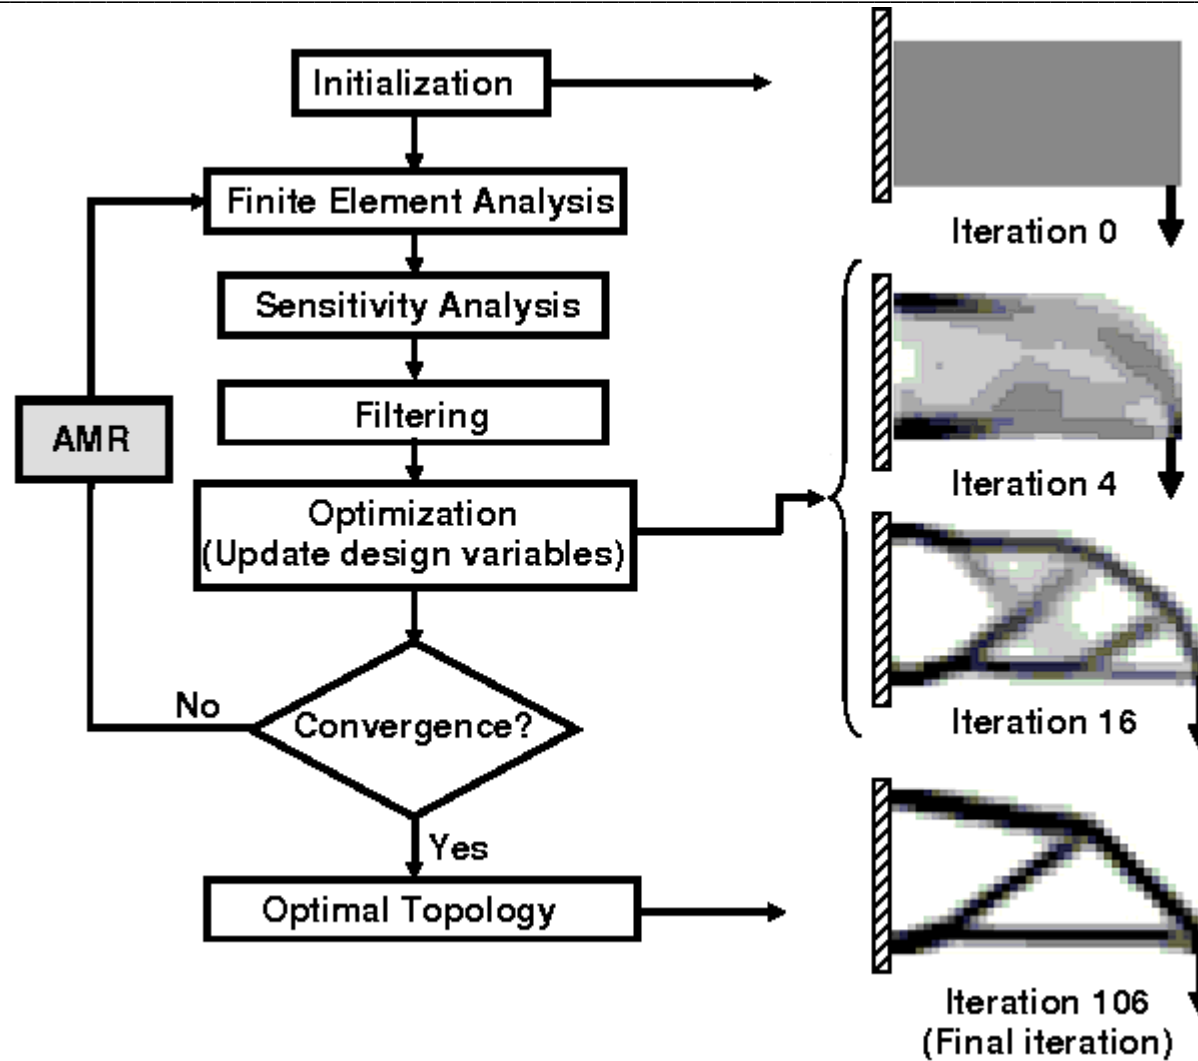 Initialization
Finite Element Analysis
Sensitivity Analysis
Filtering
AMR
Optimization
(Update design variables)
No
Convergence?
Yes
Optimal Topology
Iteration 0
Iteration 4
Iteration 16
Iteration 106
(Final iteration)